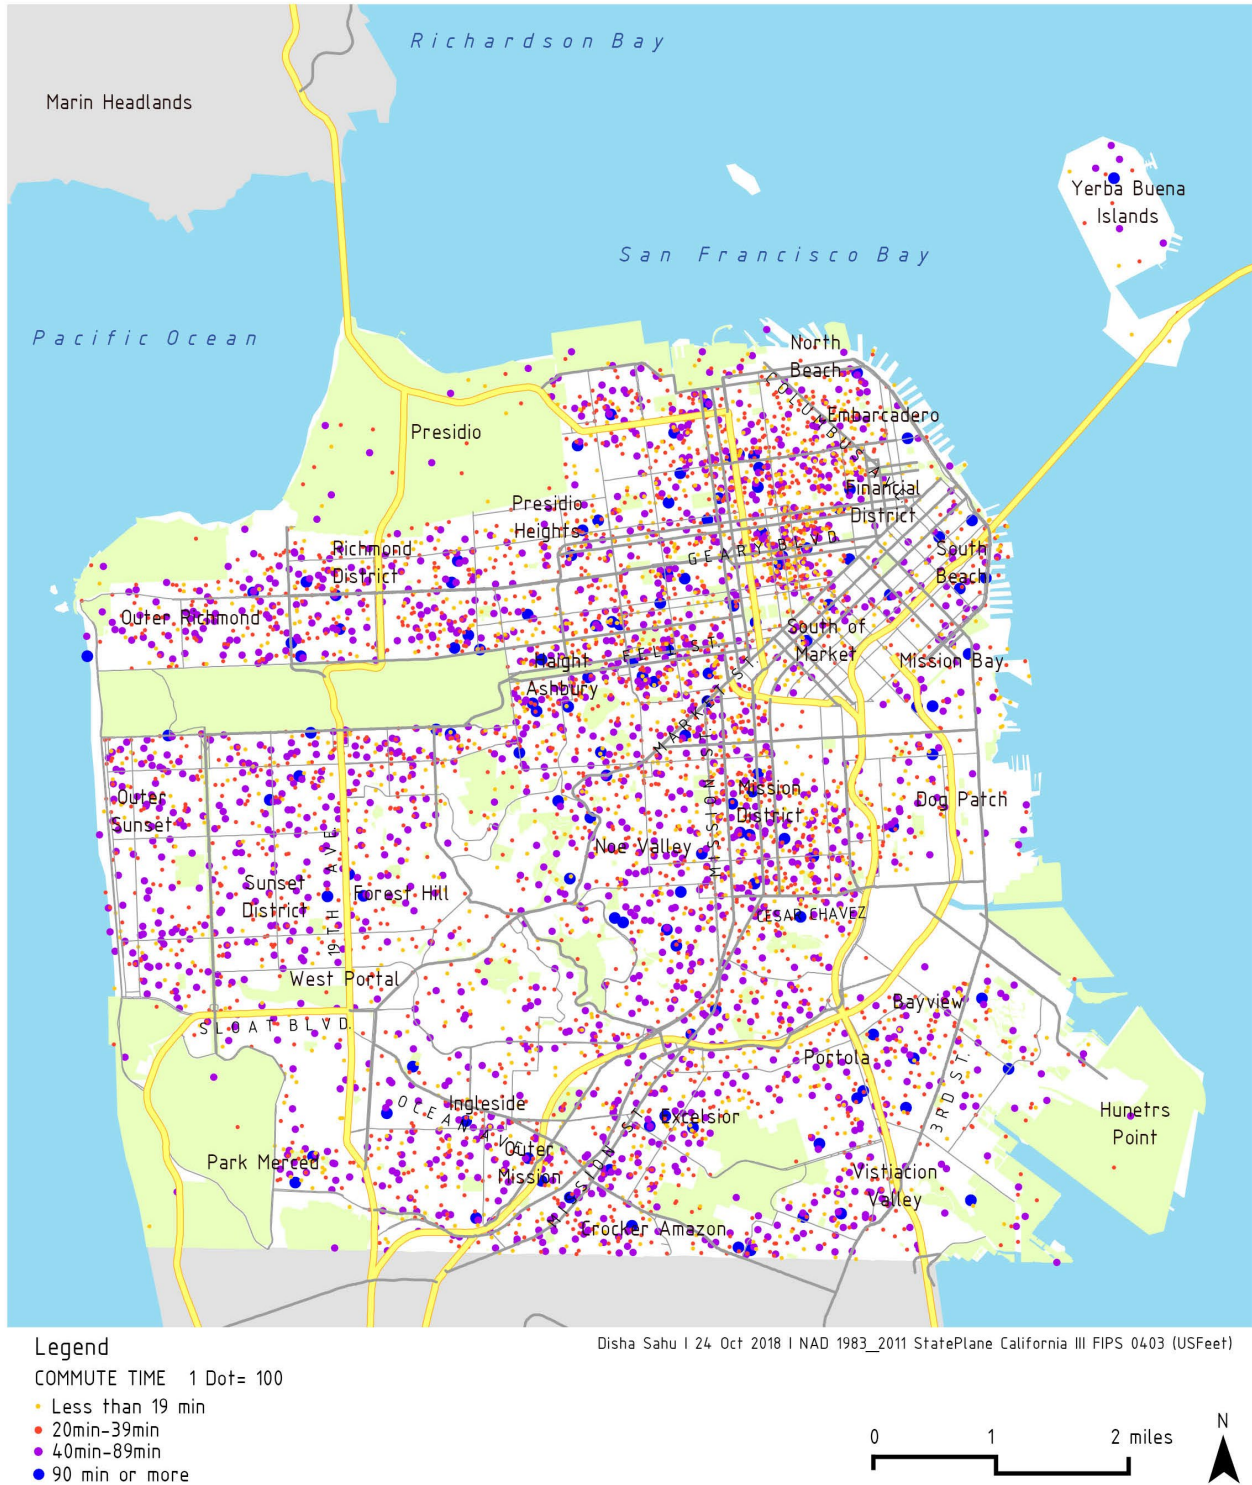 Richardson Bay
Marin Headlands
Yerba Buena
Islands
San Francisco Bay
Pacific Ocean
North
Beach
COLUMBUS AVE
Embarcadero
Presidio
Financial
District
Presidio
Heights
GEARY BLVD
Richmond
District
South
Beach
Outer Richmond
South of
Market
FELL ST
Haight
Ashbury
Mission Bay
MARKET ST
MISSION ST
Mission
District
Outer
Sunset
Dog Patch
19TH AVE
Noe Valley
Sunset
District
Forest Hill
CESAR CHAVEZ
West Portal
SLOAT BLVD.
Bayview
Portola
3RD ST.
OCEAN AVE
Ingleside
Excelsior
Hunetrs
Point
Outer
Mission
MISSION ST
Park Merced
Vistiacion
Valley
Crocker Amazon
Legend
Disha Sahu I 24 Oct 2018 I NAD 1983_2011 StatePlane California III FIPS 0403 (USFeet)
COMMUTE TIME 1 Dot= 100
Less than 19 min
20min-39min
40min-89min
90 min or more
0 1 2 miles
N